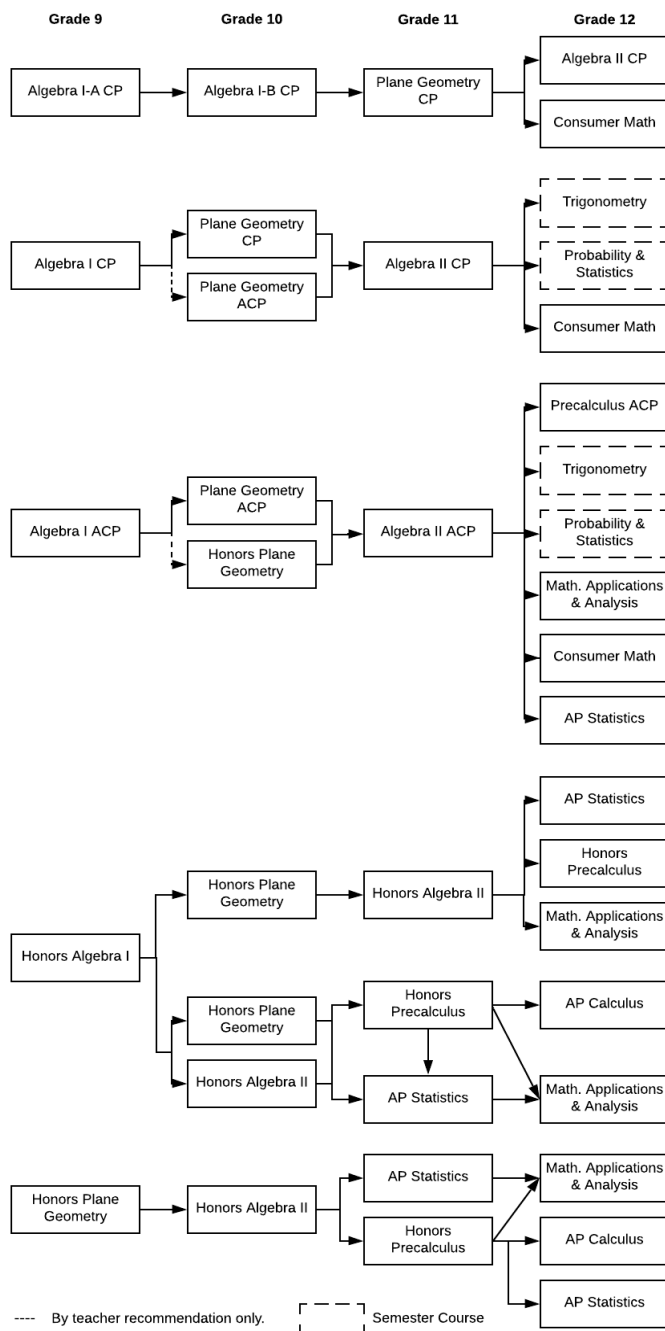 Grade 9 Grade 10 Grade 11 Grade 12
Algebra II CP
Algebra I-A CP Algebra I-B CP Plane Geometry
CP
Consumer Math
Trigonometry
Plane Geometry
CP
Algebra I CP Algebra II CP Probability &
Statistics
Plane Geometry
ACP
Consumer Math
Precalculus ACP
Trigonometry
Plane Geometry
ACP
Algebra I ACP Algebra II ACP Probability &
Statistics
Honors Plane
Geometry
Math. Applications
& Analysis
Consumer Math
AP Statistics
AP Statistics
Honors
Precalculus
Honors Plane
Geometry
Honors Algebra II
Math. Applications
& Analysis
Honors Algebra I
Honors Plane
Geometry
Honors
Precalculus
AP Calculus
Honors Algebra II
AP Statistics
Math. Applications
& Analysis
AP Statistics
Math. Applications
& Analysis
Honors Plane
Geometry
Honors Algebra II
Honors
Precalculus
AP Calculus
AP Statistics
---- By teacher recommendation only. Semester Course